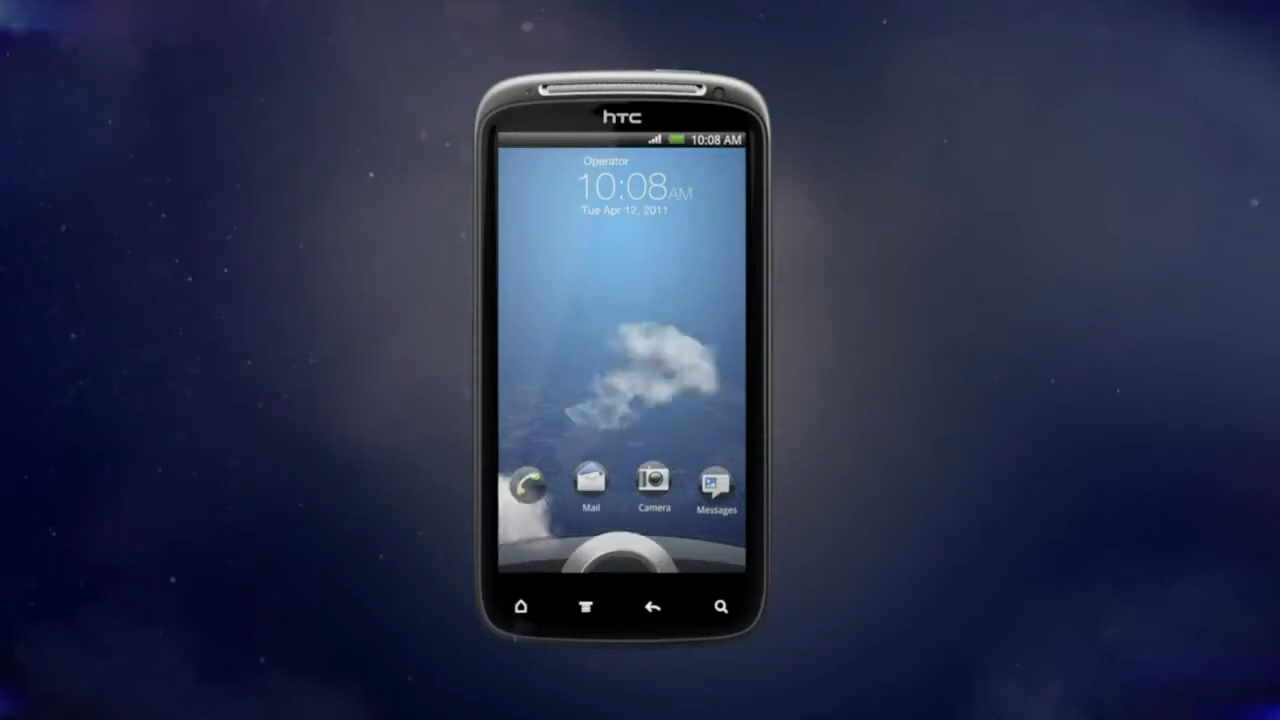 hTC
10:08 AM
Operator
10:08AM
Tue Apr 12, 2011
Mail
Camera
Messages